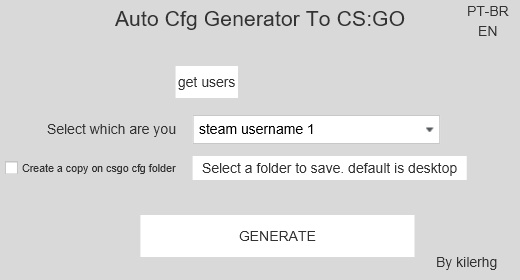 Auto Cfg Generator To CS:GO
PT-BR
EN
get users
Select which are you
steam username 1
Create a copy on csgo cfg folder
Select a folder to save. default is desktop
GENERATE
By kilerhg